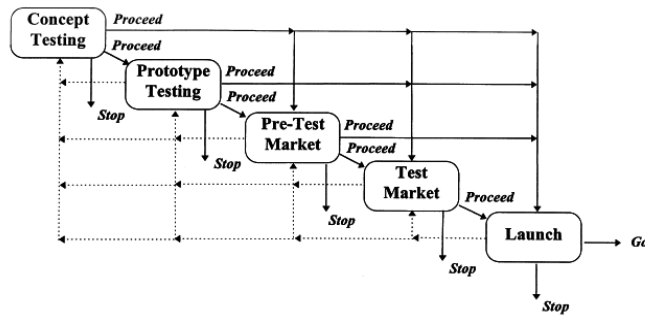 Concept
Testing
Proceed
Proceed
Prototype
Testing
Proceed
Proceed
Stop
Pre-Test
Market
Proceed
Proceed
Stop
Test
Market
Proceed
Stop
Launch
Go
Stop
Stop